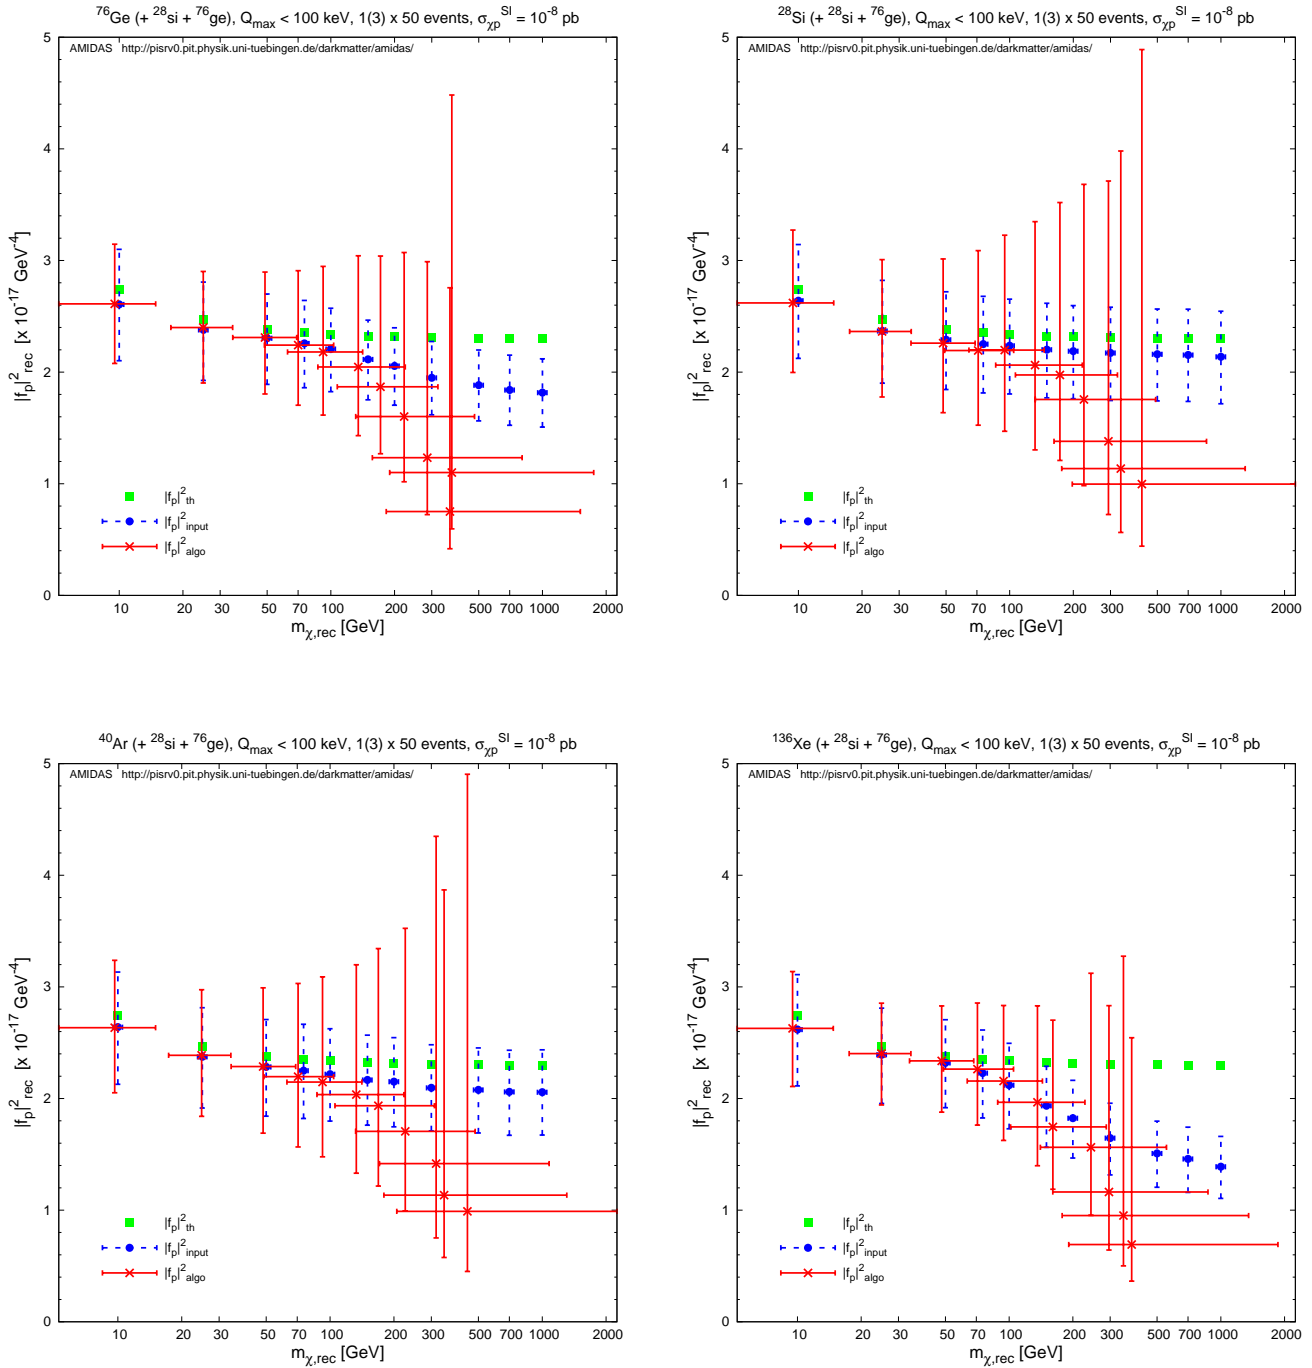 ⁷⁶Ge (+ ²⁸si + ⁷⁶ge), Q_max < 100 keV, 1(3) x 50 events, σ_χp^SI = 10⁻⁸ pb
AMIDAS http://pisrv0.pit.physik.uni-tuebingen.de/darkmatter/amidas/
5
4
3
2
1
0
|f_p|²_rec [x 10⁻¹⁷ GeV⁻⁴]
|f_p|²_th
|f_p|²_input
|f_p|²_algo
10 20 30 50 70 100 200 300 500 700 1000 2000
m_χ,rec [GeV]
²⁸Si (+ ²⁸si + ⁷⁶ge), Q_max < 100 keV, 1(3) x 50 events, σ_χp^SI = 10⁻⁸ pb
AMIDAS http://pisrv0.pit.physik.uni-tuebingen.de/darkmatter/amidas/
5
4
3
2
1
0
|f_p|²_rec [x 10⁻¹⁷ GeV⁻⁴]
|f_p|²_th
|f_p|²_input
|f_p|²_algo
10 20 30 50 70 100 200 300 500 700 1000 2000
m_χ,rec [GeV]
⁴⁰Ar (+ ²⁸si + ⁷⁶ge), Q_max < 100 keV, 1(3) x 50 events, σ_χp^SI = 10⁻⁸ pb
AMIDAS http://pisrv0.pit.physik.uni-tuebingen.de/darkmatter/amidas/
5
4
3
2
1
0
|f_p|²_rec [x 10⁻¹⁷ GeV⁻⁴]
|f_p|²_th
|f_p|²_input
|f_p|²_algo
10 20 30 50 70 100 200 300 500 700 1000 2000
m_χ,rec [GeV]
¹³⁶Xe (+ ²⁸si + ⁷⁶ge), Q_max < 100 keV, 1(3) x 50 events, σ_χp^SI = 10⁻⁸ pb
AMIDAS http://pisrv0.pit.physik.uni-tuebingen.de/darkmatter/amidas/
5
4
3
2
1
0
|f_p|²_rec [x 10⁻¹⁷ GeV⁻⁴]
|f_p|²_th
|f_p|²_input
|f_p|²_algo
10 20 30 50 70 100 200 300 500 700 1000 2000
m_χ,rec [GeV]